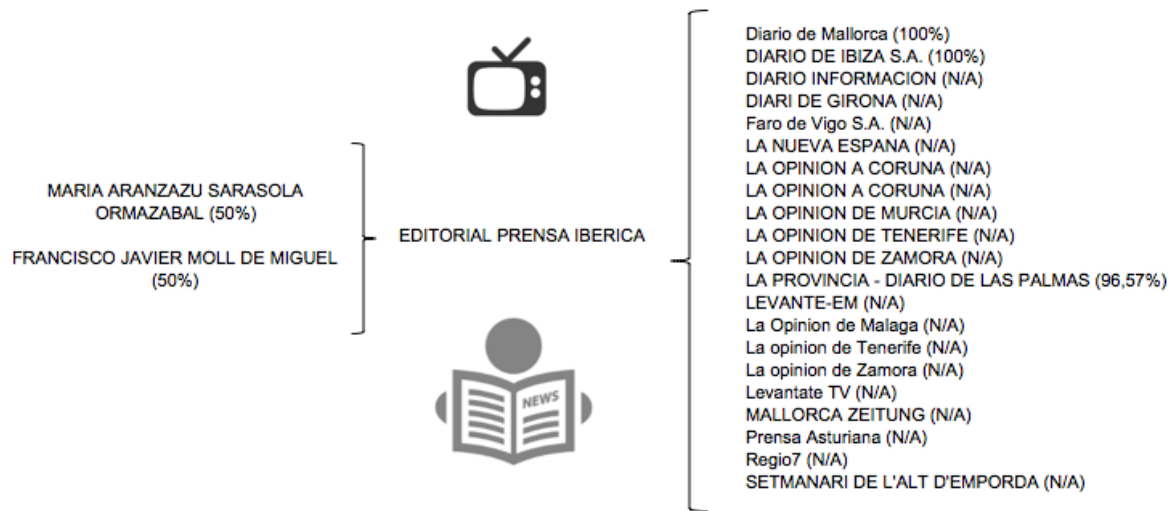 MARIA ARANZAZU SARASOLA
ORMAZABAL (50%)
FRANCISCO JAVIER MOLL DE MIGUEL
(50%)
EDITORIAL PRENSA IBERICA
NEWS
Diario de Mallorca (100%)
DIARIO DE IBIZA S.A. (100%)
DIARIO INFORMACION (N/A)
DIARI DE GIRONA (N/A)
Faro de Vigo S.A. (N/A)
LA NUEVA ESPANA (N/A)
LA OPINION A CORUNA (N/A)
LA OPINION A CORUNA (N/A)
LA OPINION DE MURCIA (N/A)
LA OPINION DE TENERIFE (N/A)
LA OPINION DE ZAMORA (N/A)
LA PROVINCIA - DIARIO DE LAS PALMAS (96,57%)
LEVANTE-EM (N/A)
La Opinion de Malaga (N/A)
La opinion de Tenerife (N/A)
La opinion de Zamora (N/A)
Levantate TV (N/A)
MALLORCA ZEITUNG (N/A)
Prensa Asturiana (N/A)
Regio7 (N/A)
SETMANARI DE L'ALT D'EMPORDA (N/A)